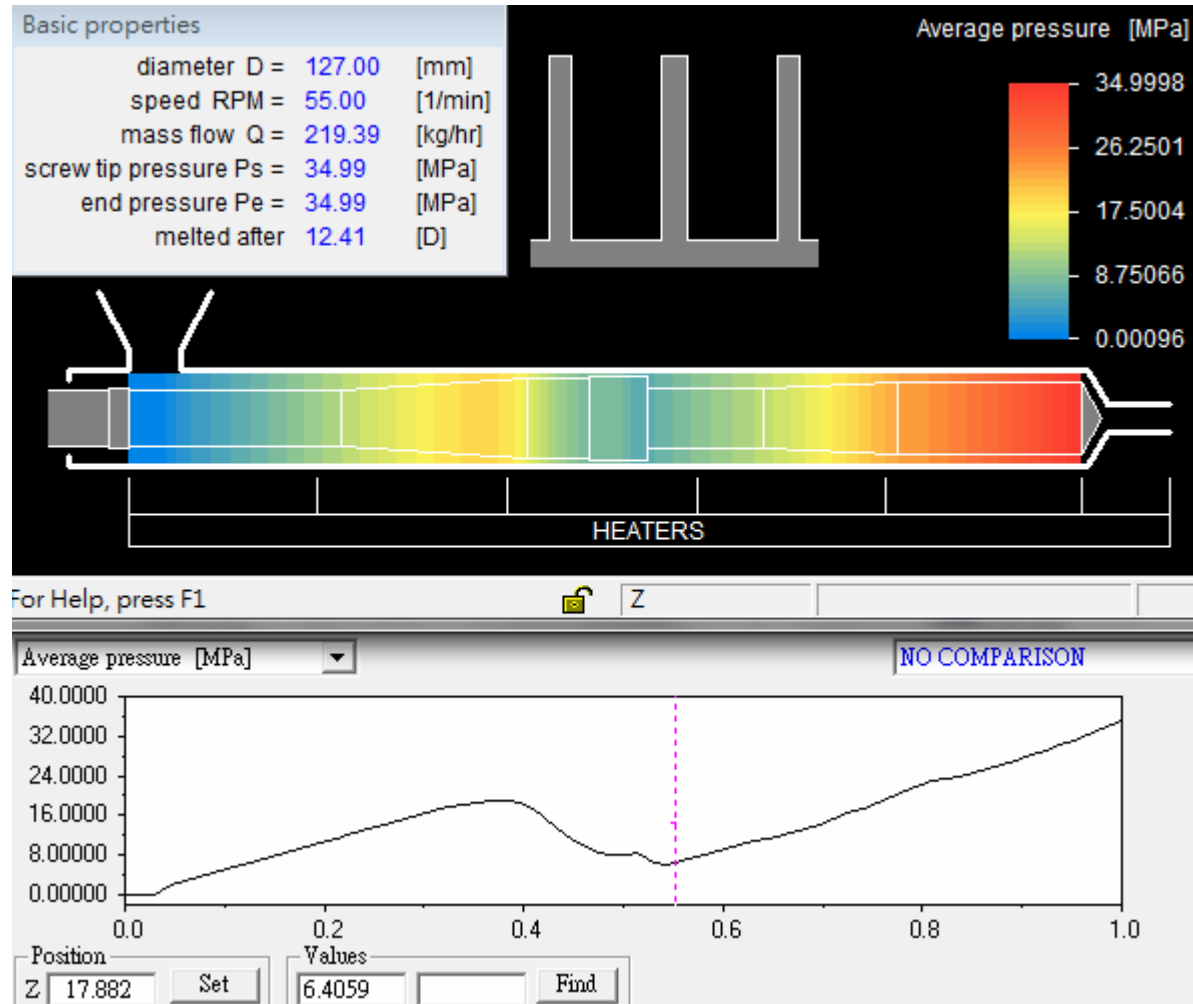 Basic properties
diameter D = 127.00 [mm]
speed RPM = 55.00 [1/min]
mass flow Q = 219.39 [kg/hr]
screw tip pressure Ps = 34.99 [MPa]
end pressure Pe = 34.99 [MPa]
melted after 12.41 [D]
Average pressure [MPa]
34.9998
26.2501
17.5004
8.75066
0.00096
HEATERS
For Help, press F1
Z
Average pressure [MPa]
NO COMPARISON
40.0000
32.0000
24.0000
16.0000
8.00000
0.00000
0.0 0.2 0.4 0.6 0.8 1.0
Position
Z 17.882 Set
Values
6.4059 Find